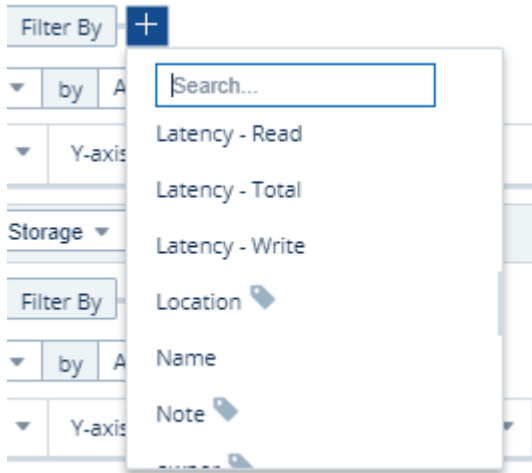 Filter By +
Search...
by A
Latency - Read
Y-axis
Latency - Total
Storage
Latency - Write
Filter By
Location
by A
Name
Note
Y-axis
owner